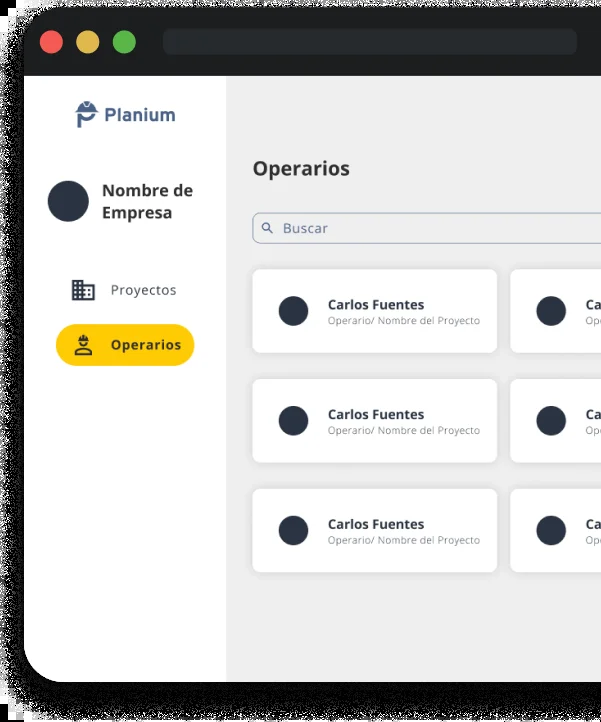 Planium
Nombre de
Empresa
Proyectos
Operarios
Operarios
Buscar
Carlos Fuentes
Operario/ Nombre del Proyecto
Ca
Ope
Carlos Fuentes
Operario/ Nombre del Proyecto
Ca
Ope
Carlos Fuentes
Operario/ Nombre del Proyecto
Ca
Ope